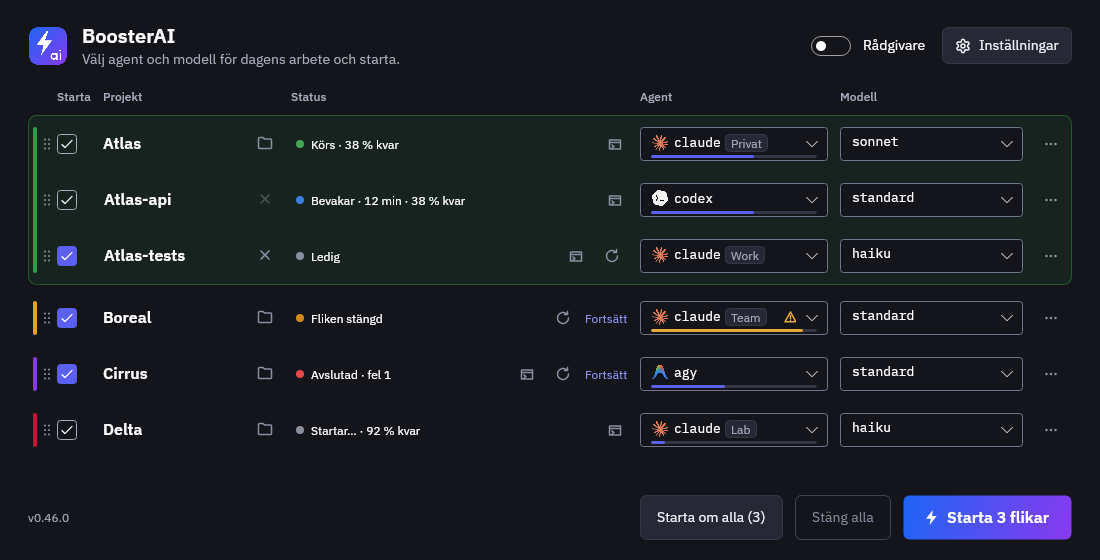 ai
BoosterAI
Välj agent och modell för dagens arbete och starta.
Rådgivare
Inställningar
Starta Projekt Status Agent Modell
Atlas Körs · 38 % kvar claude Privat sonnet
Atlas-api Bevakar · 12 min · 38 % kvar codex standard
Atlas-tests Ledig claude Work haiku
Boreal Fliken stängd Fortsätt claude Team standard
Cirrus Avslutad · fel 1 Fortsätt agy standard
Delta Startar... · 92 % kvar claude Lab haiku
v0.46.0 Starta om alla (3) Stäng alla Starta 3 flikar